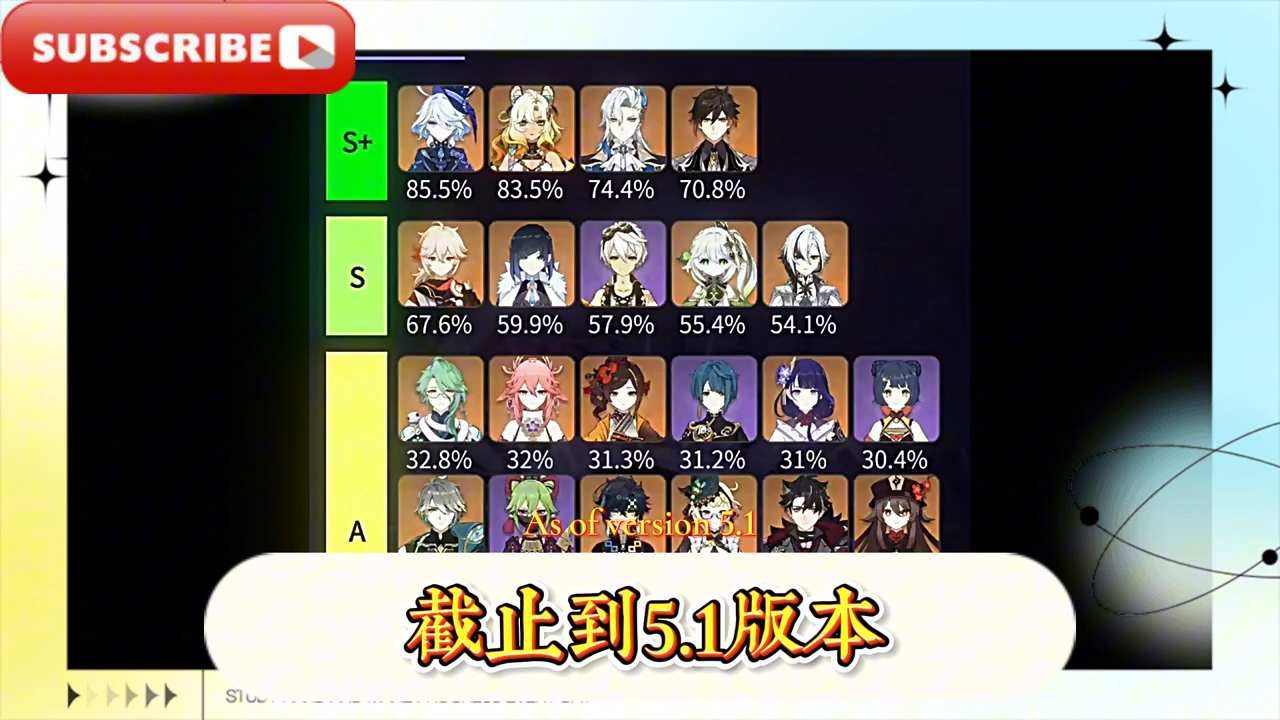 SUBSCRIBE
S+
85.5% 83.5% 74.4% 70.8%
S
67.6% 59.9% 57.9% 55.4% 54.1%
32.8% 32% 31.3% 31.2% 31% 30.4%
A
As of version 5.1
截止到5.1版本